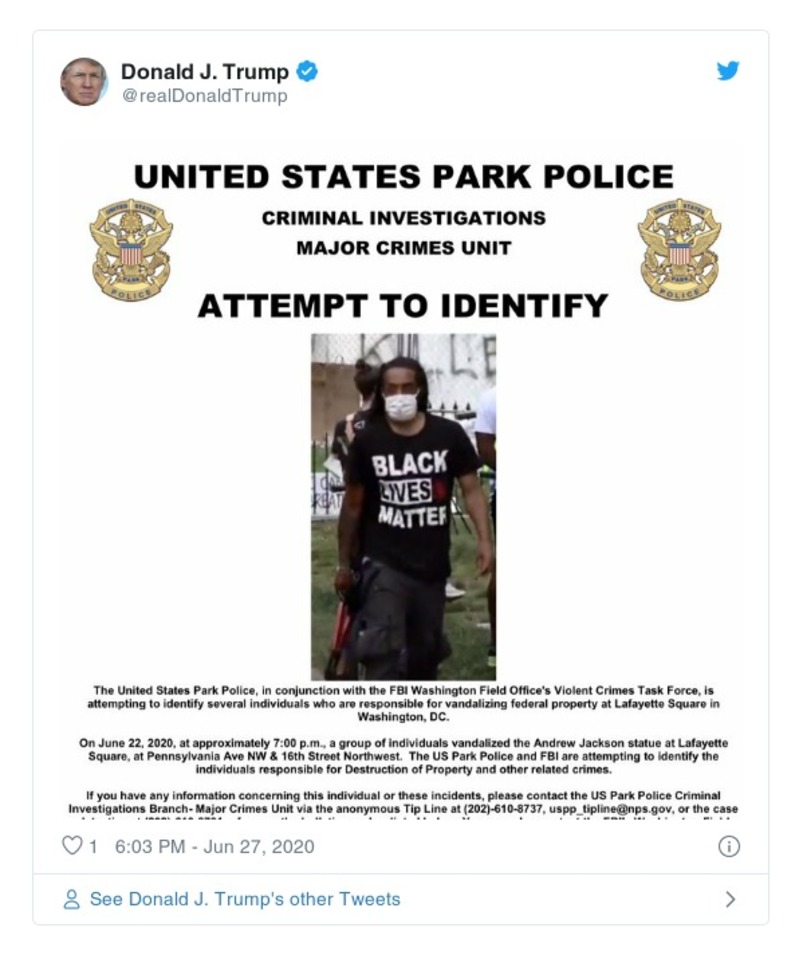 Donald J. Trump
@realDonaldTrump
UNITED STATES PARK POLICE
CRIMINAL INVESTIGATIONS
MAJOR CRIMES UNIT
ATTEMPT TO IDENTIFY
UNITED STATES
PARK
POLICE
UNITED STATES
PARK
POLICE
BLACK
LIVES
MATTER
The United States Park Police, in conjunction with the FBI Washington Field Office's Violent Crimes Task Force, is
attempting to identify several individuals who are responsible for vandalizing federal property at Lafayette Square in
Washington, DC.
On June 22, 2020, at approximately 7:00 p.m., a group of individuals vandalized the Andrew Jackson statue at Lafayette
Square, at Pennsylvania Ave NW & 16th Street Northwest. The US Park Police and FBI are attempting to identify the
individuals responsible for Destruction of Property and other related crimes.
If you have any information concerning this individual or these incidents, please contact the US Park Police Criminal
Investigations Branch- Major Crimes Unit via the anonymous Tip Line at (202)-610-8737, uspp_tipline@nps.gov, or the case
1 6:03 PM - Jun 27, 2020
See Donald J. Trump's other Tweets